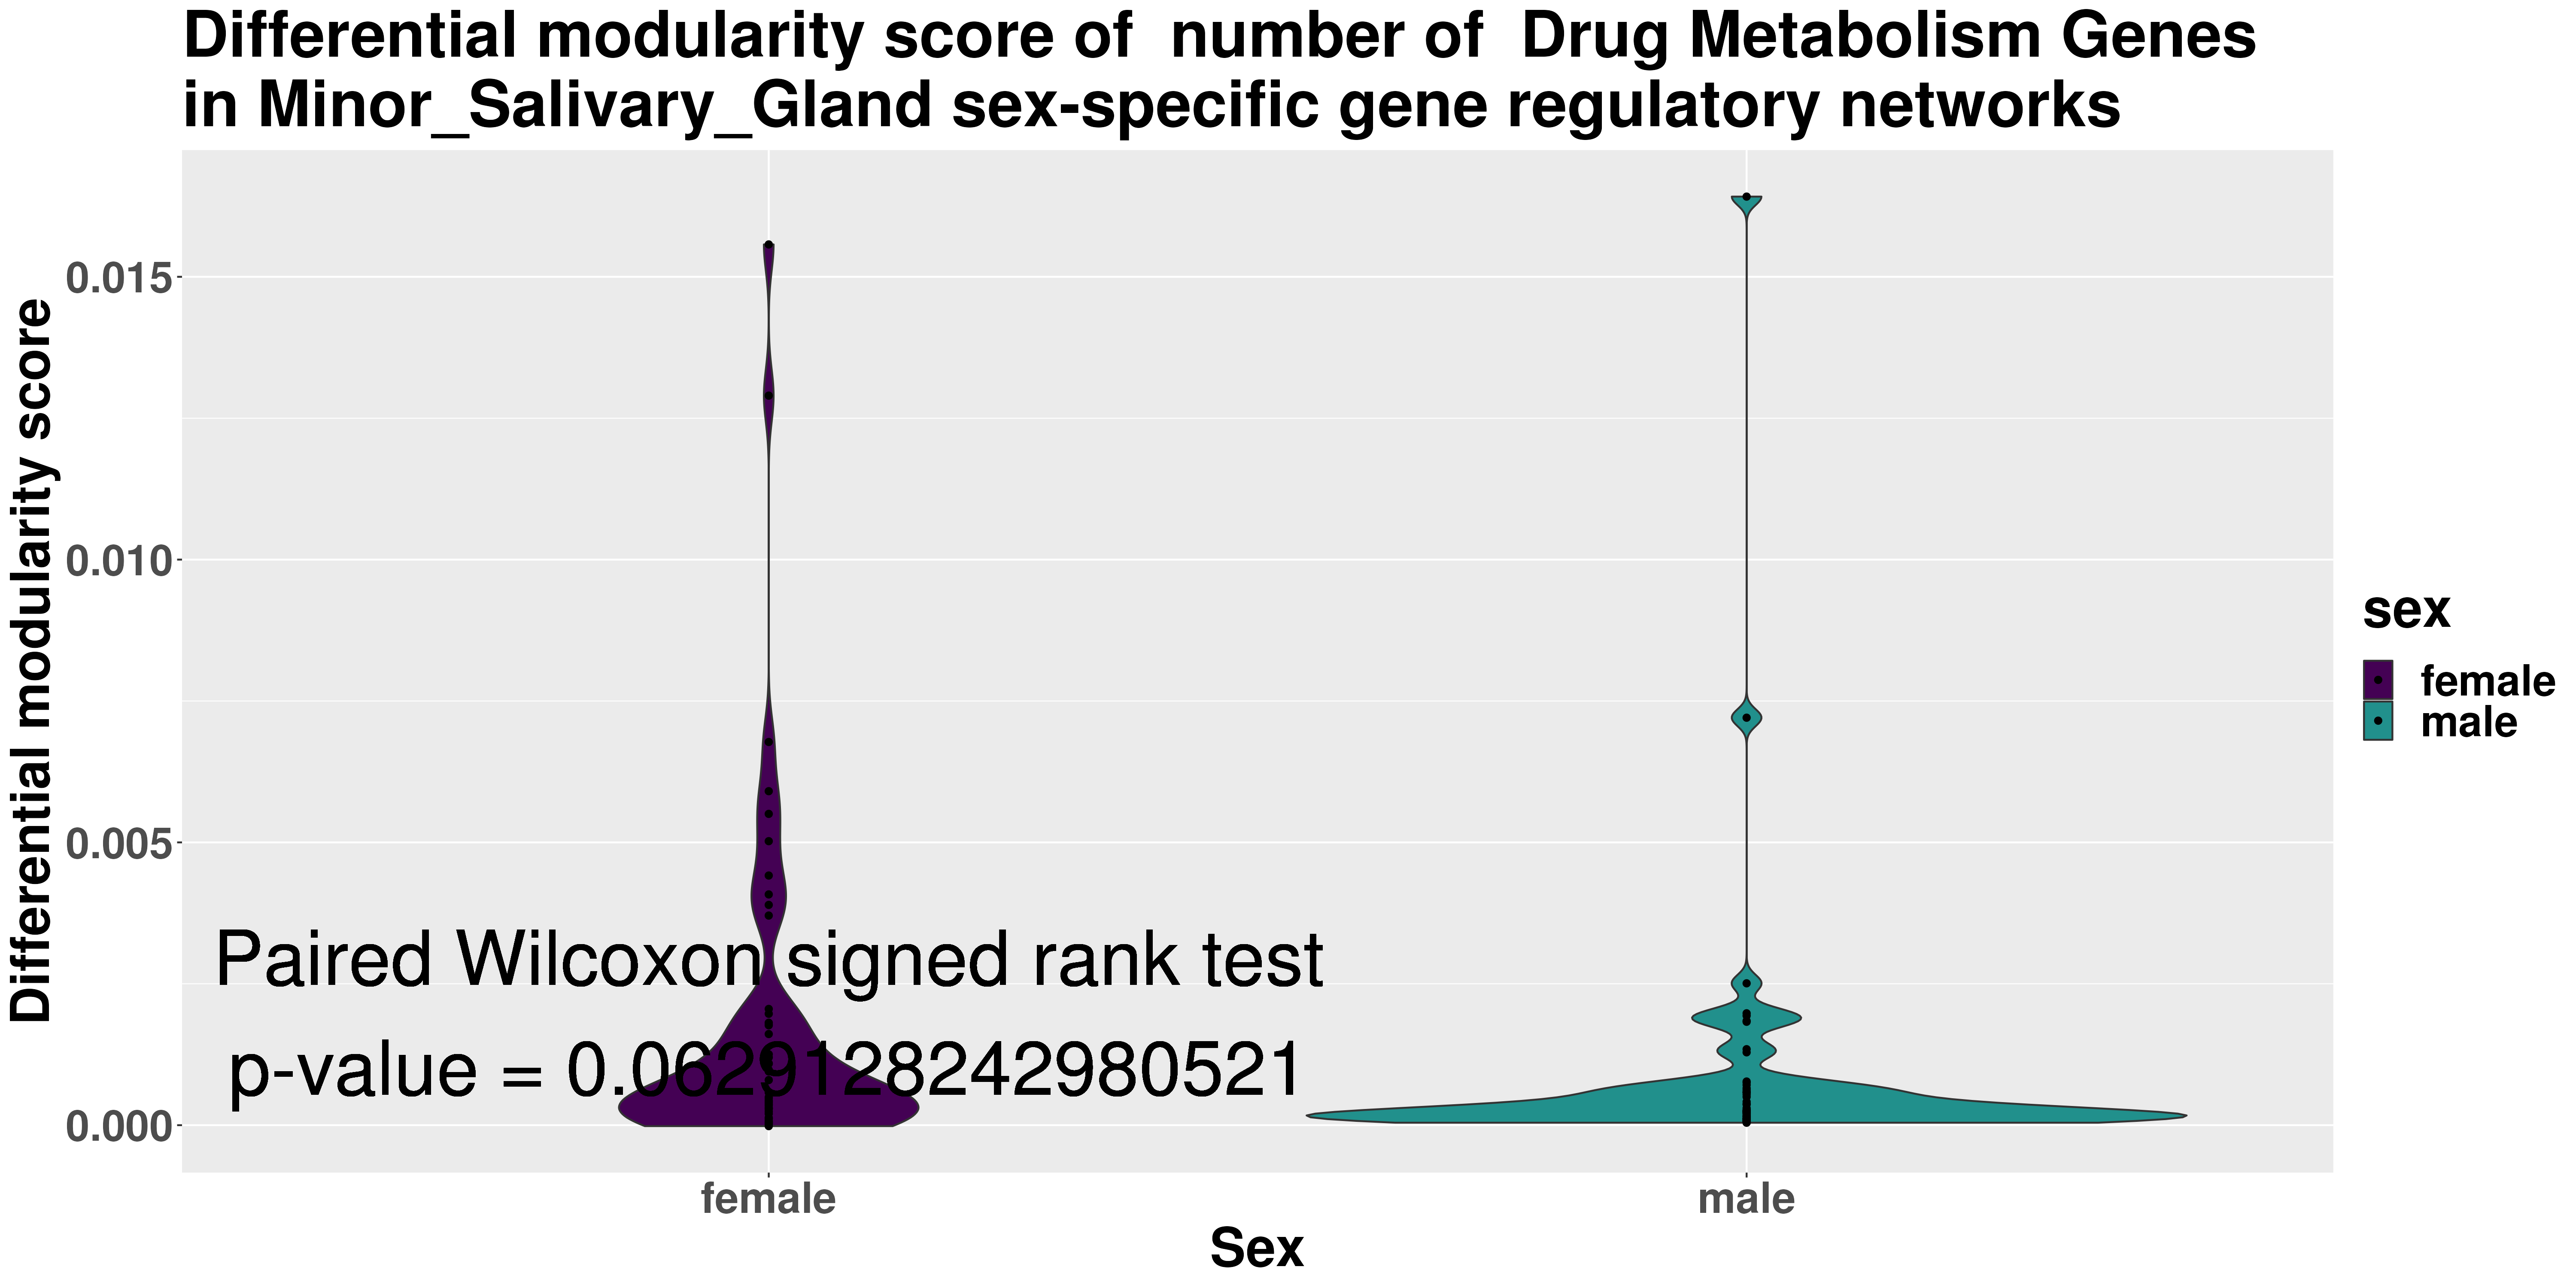 Differential modularity score of  number of  Drug Metabolism Genes
in Minor_Salivary_Gland sex-specific gene regulatory networks
Differential modularity score
0.015
0.010
0.005
0.000
Paired Wilcoxon signed rank test
p-value = 0.0629128242980521
female
male
Sex
sex
female
male